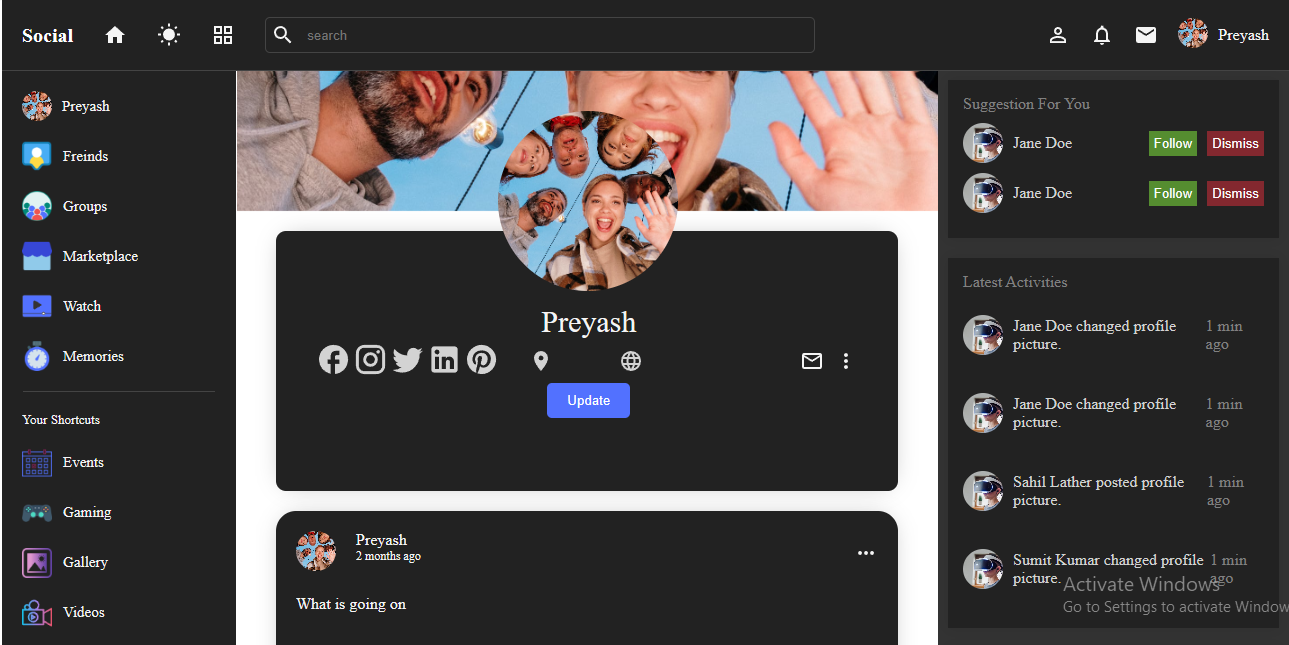 Social
search
Preyash
Preyash
Freinds
Groups
Marketplace
Watch
Memories
Your Shortcuts
Events
Gaming
Gallery
Videos
Preyash
Update
Preyash
2 months ago
What is going on
Suggestion For You
Jane Doe Follow Dismiss
Jane Doe Follow Dismiss
Latest Activities
Jane Doe changed profile 1 min
picture. ago
Jane Doe changed profile 1 min
picture. ago
Sahil Lather posted profile 1 min
picture. ago
Sumit Kumar changed profile 1 min
picture. ago
Activate Windows
Go to Settings to activate Window